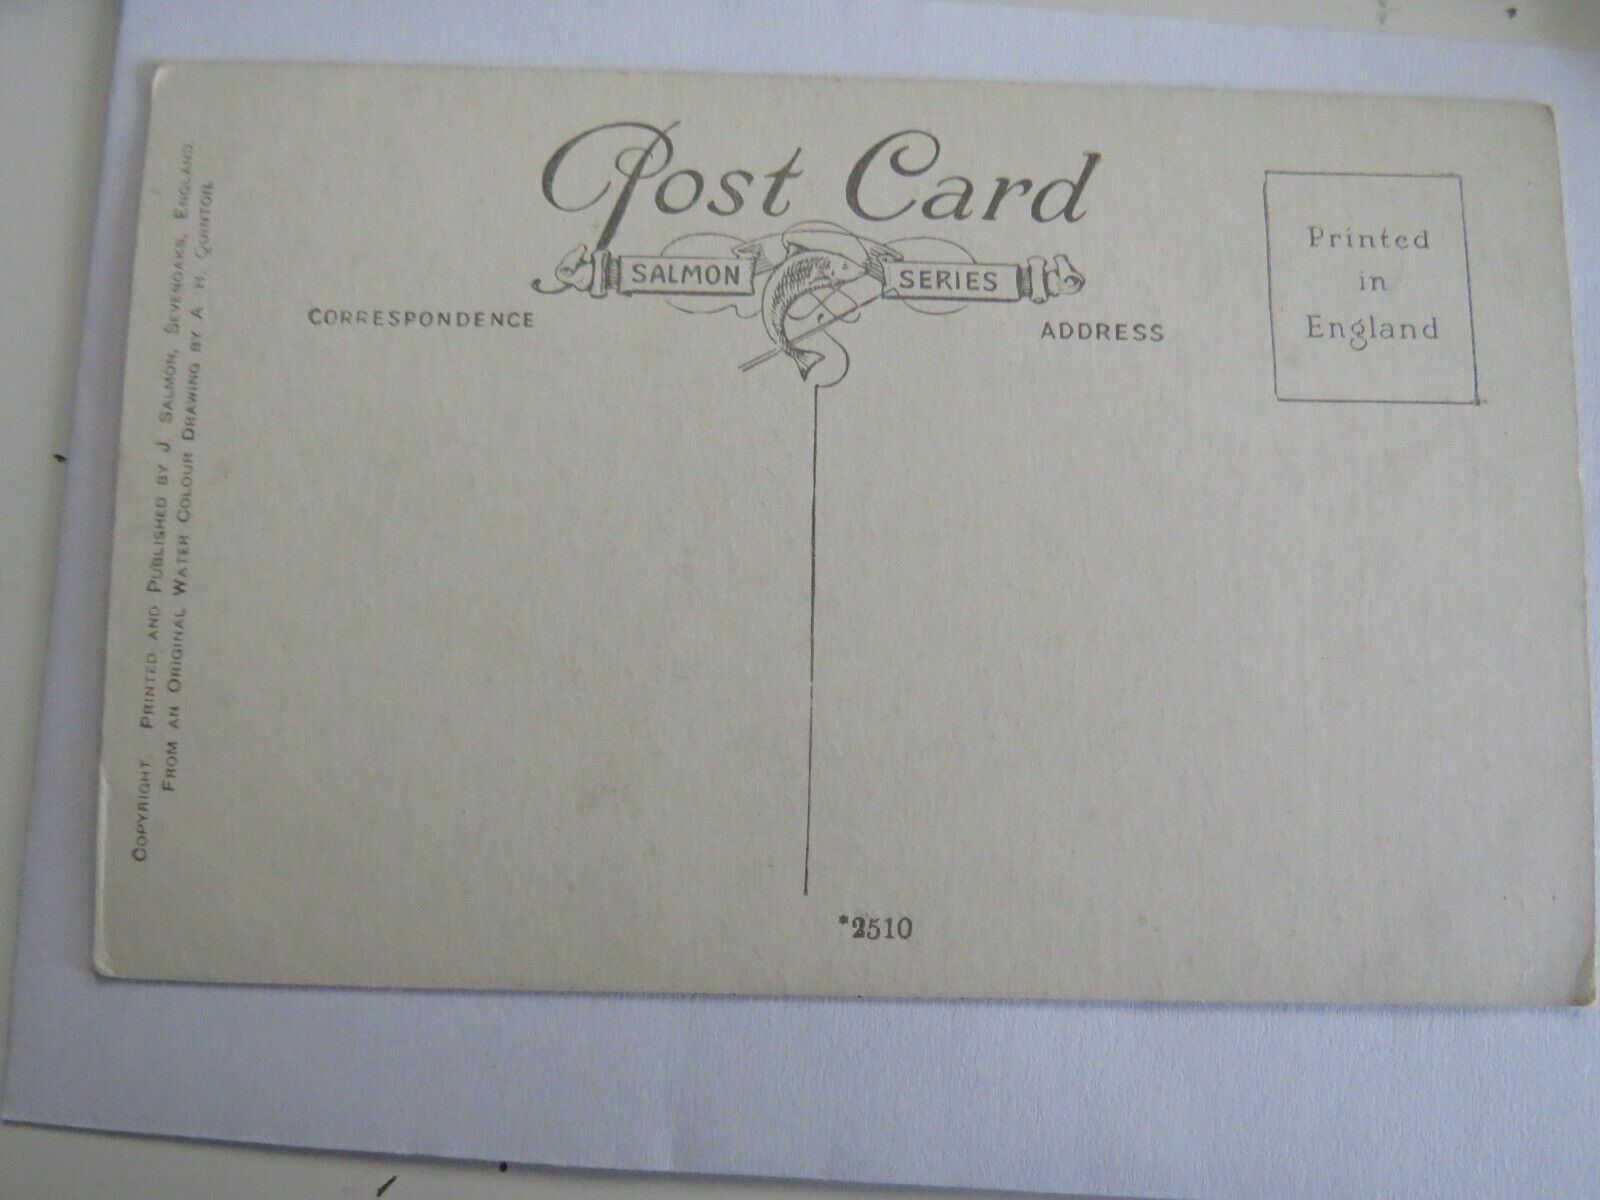 Post Card
SALMON SERIES
CORRESPONDENCE
ADDRESS
Printed
in
England
COPYRIGHT. PRINTED AND PUBLISHED BY J SALMON, SEVENOAKS, ENGLAND.
FROM AN ORIGINAL WATER COLOUR DRAWING BY A. H. QUINTON.
*2510